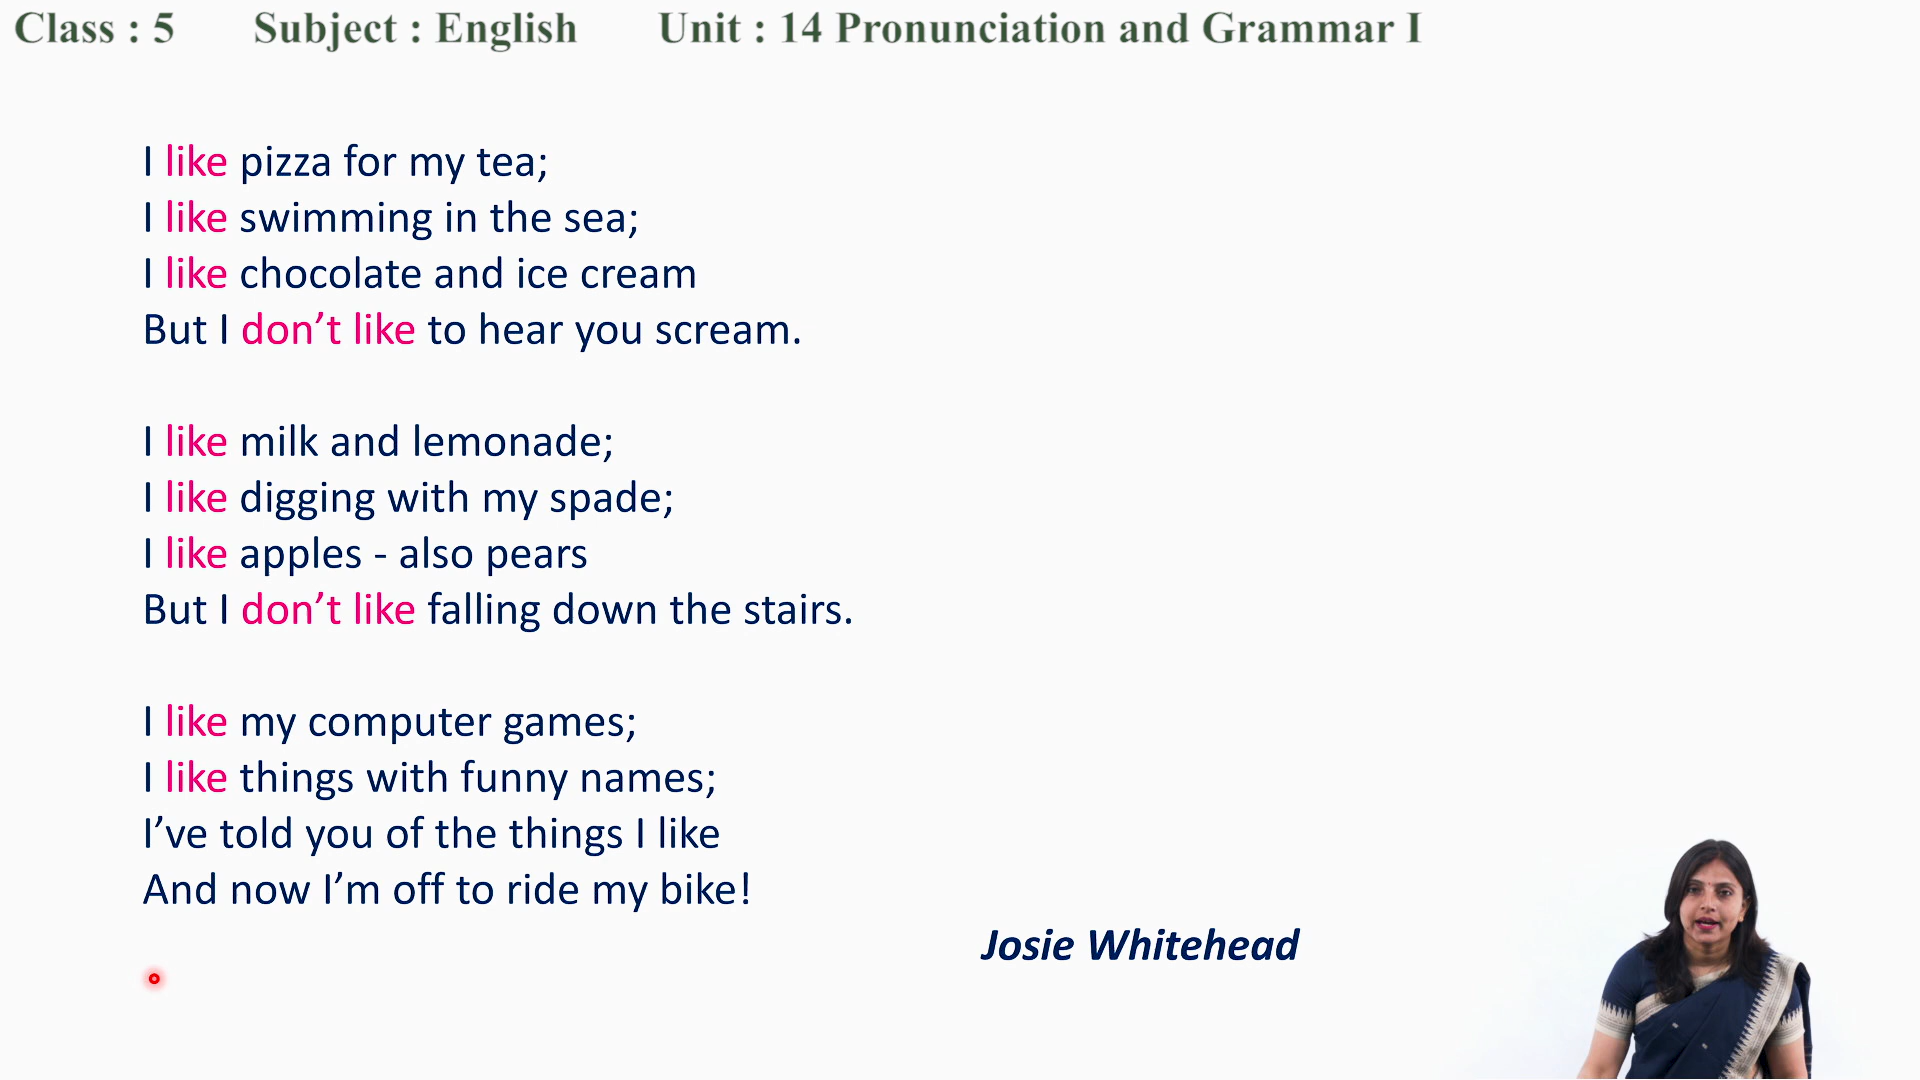 Class : 5 Subject : English Unit : 14 Pronunciation and Grammar I
I like pizza for my tea;
I like swimming in the sea;
I like chocolate and ice cream
But I don’t like to hear you scream.
I like milk and lemonade;
I like digging with my spade;
I like apples - also pears
But I don’t like falling down the stairs.
I like my computer games;
I like things with funny names;
I’ve told you of the things I like
And now I’m off to ride my bike!
Josie Whitehead